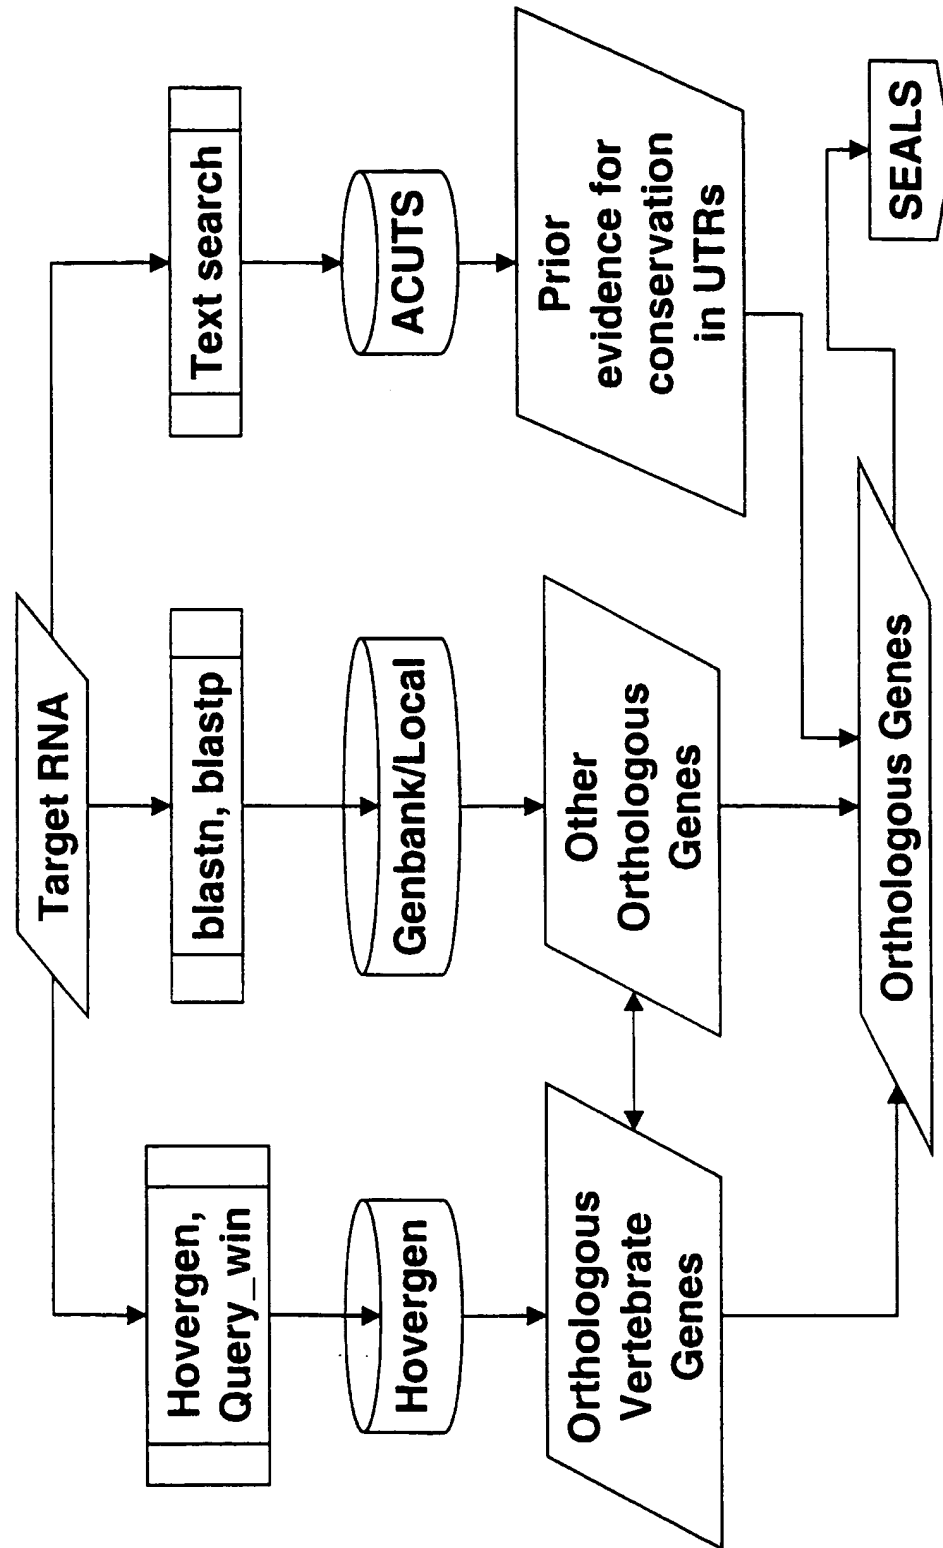 Target RNA
Hovergen,
Query_win
blastn, blastp
Text search
Hovergen
Genbank/Local
ACUTS
Orthologous
Vertebrate
Genes
Other
Orthologous
Genes
Prior
evidence for
conservation
in UTRs
Orthologous Genes
SEALS